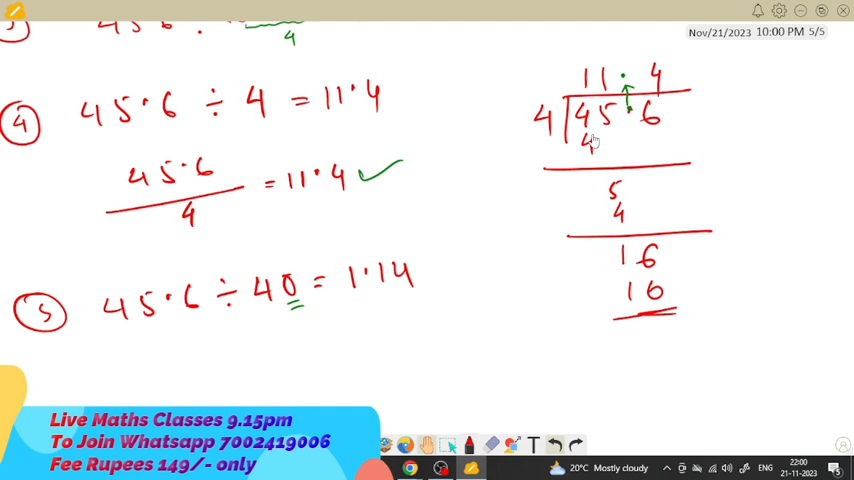 Nov/21/2023 10:00 PM 5/5
4
④ 45.6 ÷ 4 = 11.4
45.6
4
= 11.4 ✓
⑤ 45.6 ÷ 40 = 1.14
11.4
4 45.6
4
5
4
16
16
Live Maths Classes 9.15pm
To Join Whatsapp 7002419006
Fee Rupees 149/- only
T
20°C Mostly cloudy
ENG
22:00
21-11-2023
5